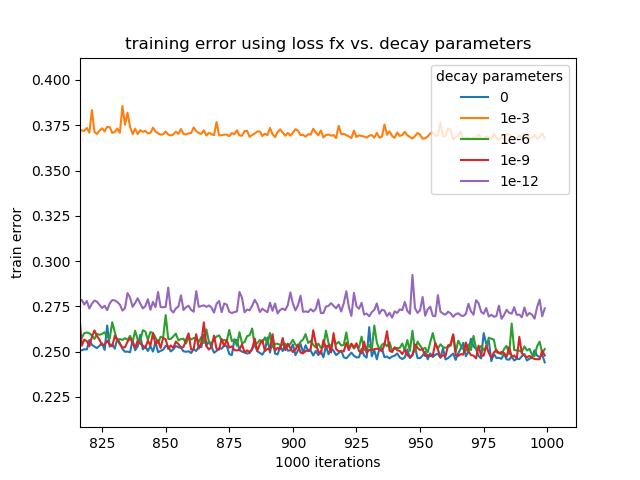 training error using loss fx vs. decay parameters
train error
0.400
0.375
0.350
0.325
0.300
0.275
0.250
0.225
decay parameters
0
1e-3
1e-6
1e-9
1e-12
825 850 875 900 925 950 975 1000
1000 iterations